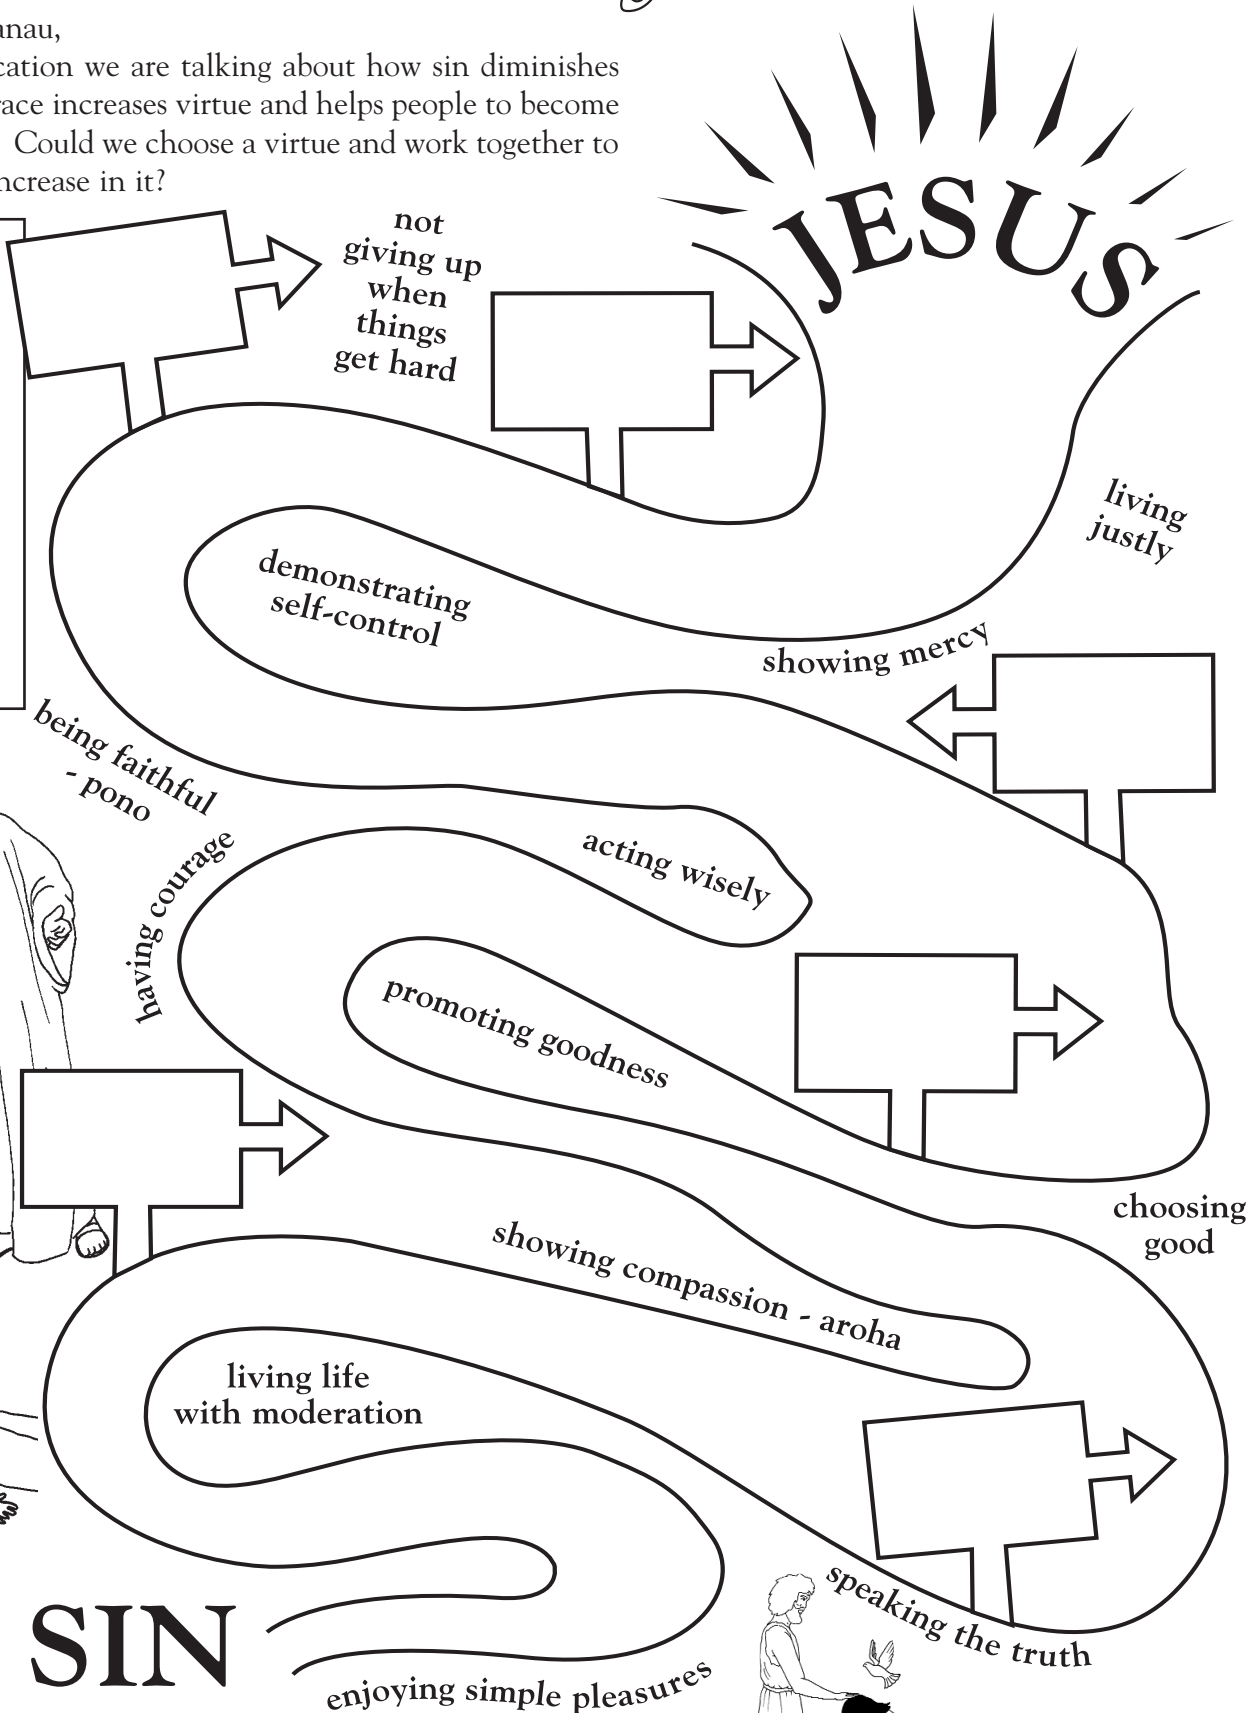 anau,
cation we are talking about how sin diminishes
race increases virtue and helps people to become
Could we choose a virtue and work together to
ncrease in it?
JESUS
not
giving up
when
things
get hard
living
justly
demonstrating
self-control
showing mercy
being faithful
- pono
acting wisely
having courage
promoting goodness
choosing
good
showing compassion - aroha
living life
with moderation
speaking the truth
SIN
enjoying simple pleasures